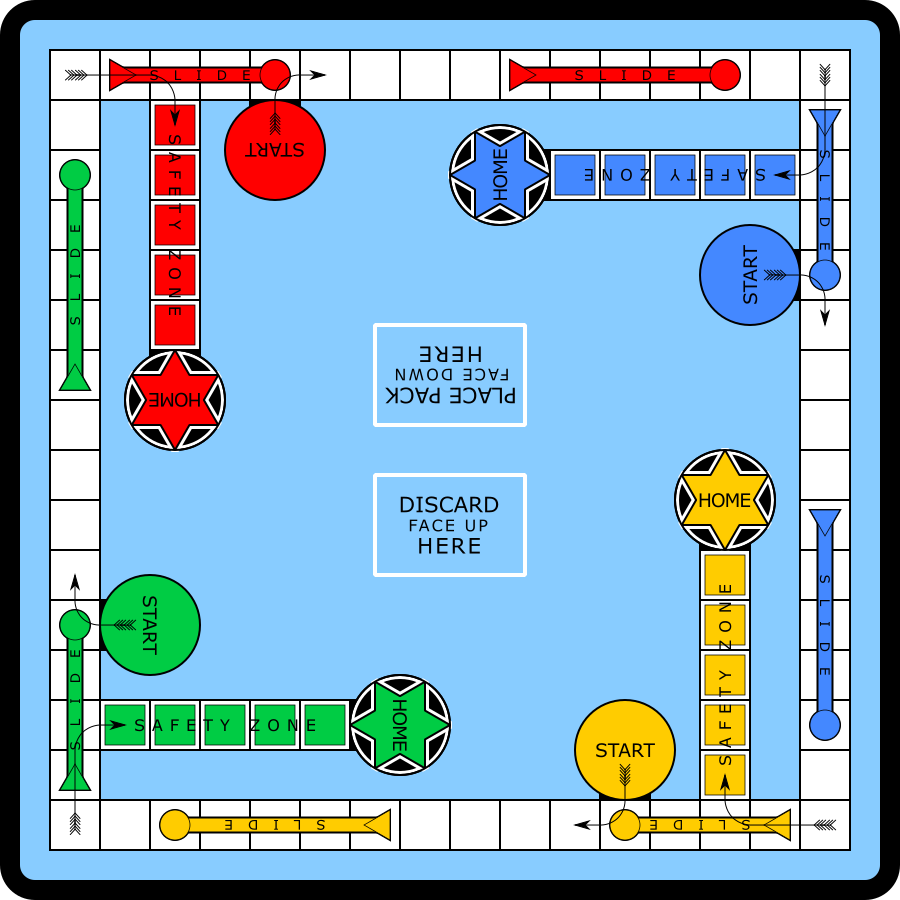 SLIDE
SLIDE
START
HOME
SAFETY ZONE
SLIDE
SAFETY ZONE
SLIDE
START
HOME
PLACE PACK
FACE DOWN
HERE
DISCARD
FACE UP
HERE
HOME
SAFETY ZONE
SLIDE
START
SLIDE
SAFETY ZONE
HOME
START
SLIDE
SLIDE